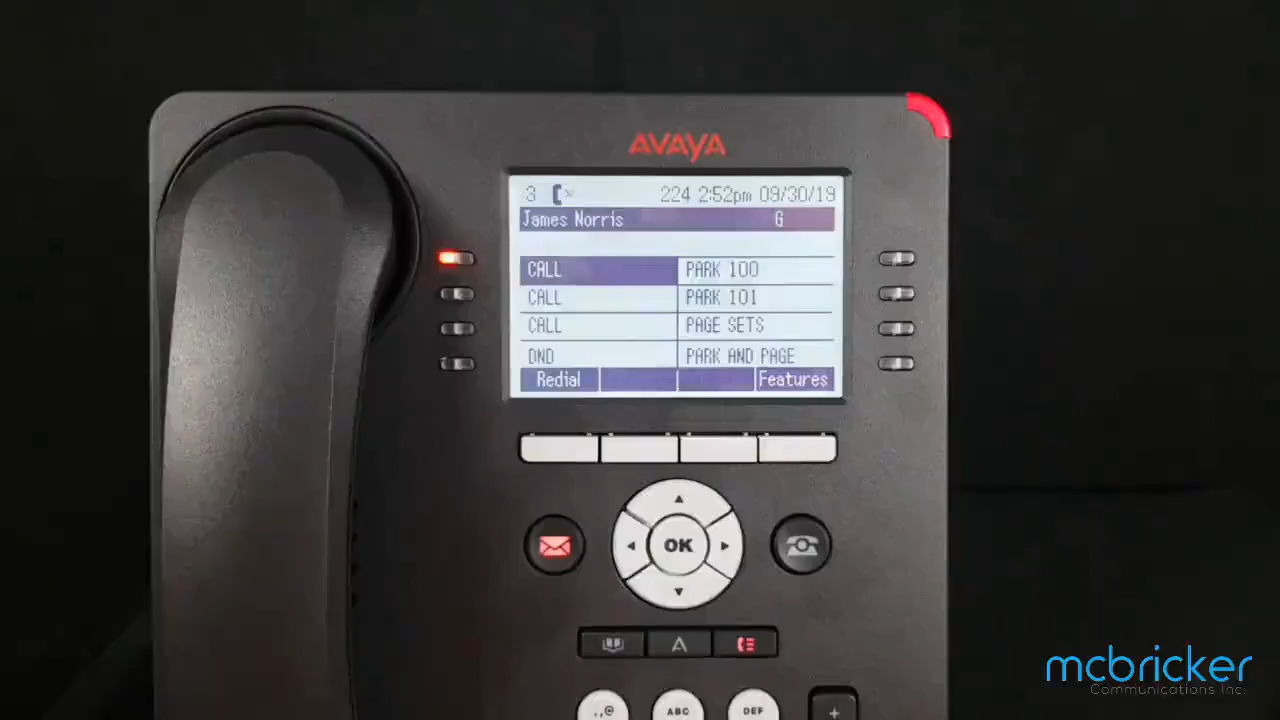 AVAYA
3 224 2:52pm 09/30/19
James Norris G
CALL PARK 100
CALL PARK 101
CALL PAGE SETS
DND PARK AND PAGE
Redial Features
OK
A
.,@ ABC DEF +
mcbricker
Communications Inc.